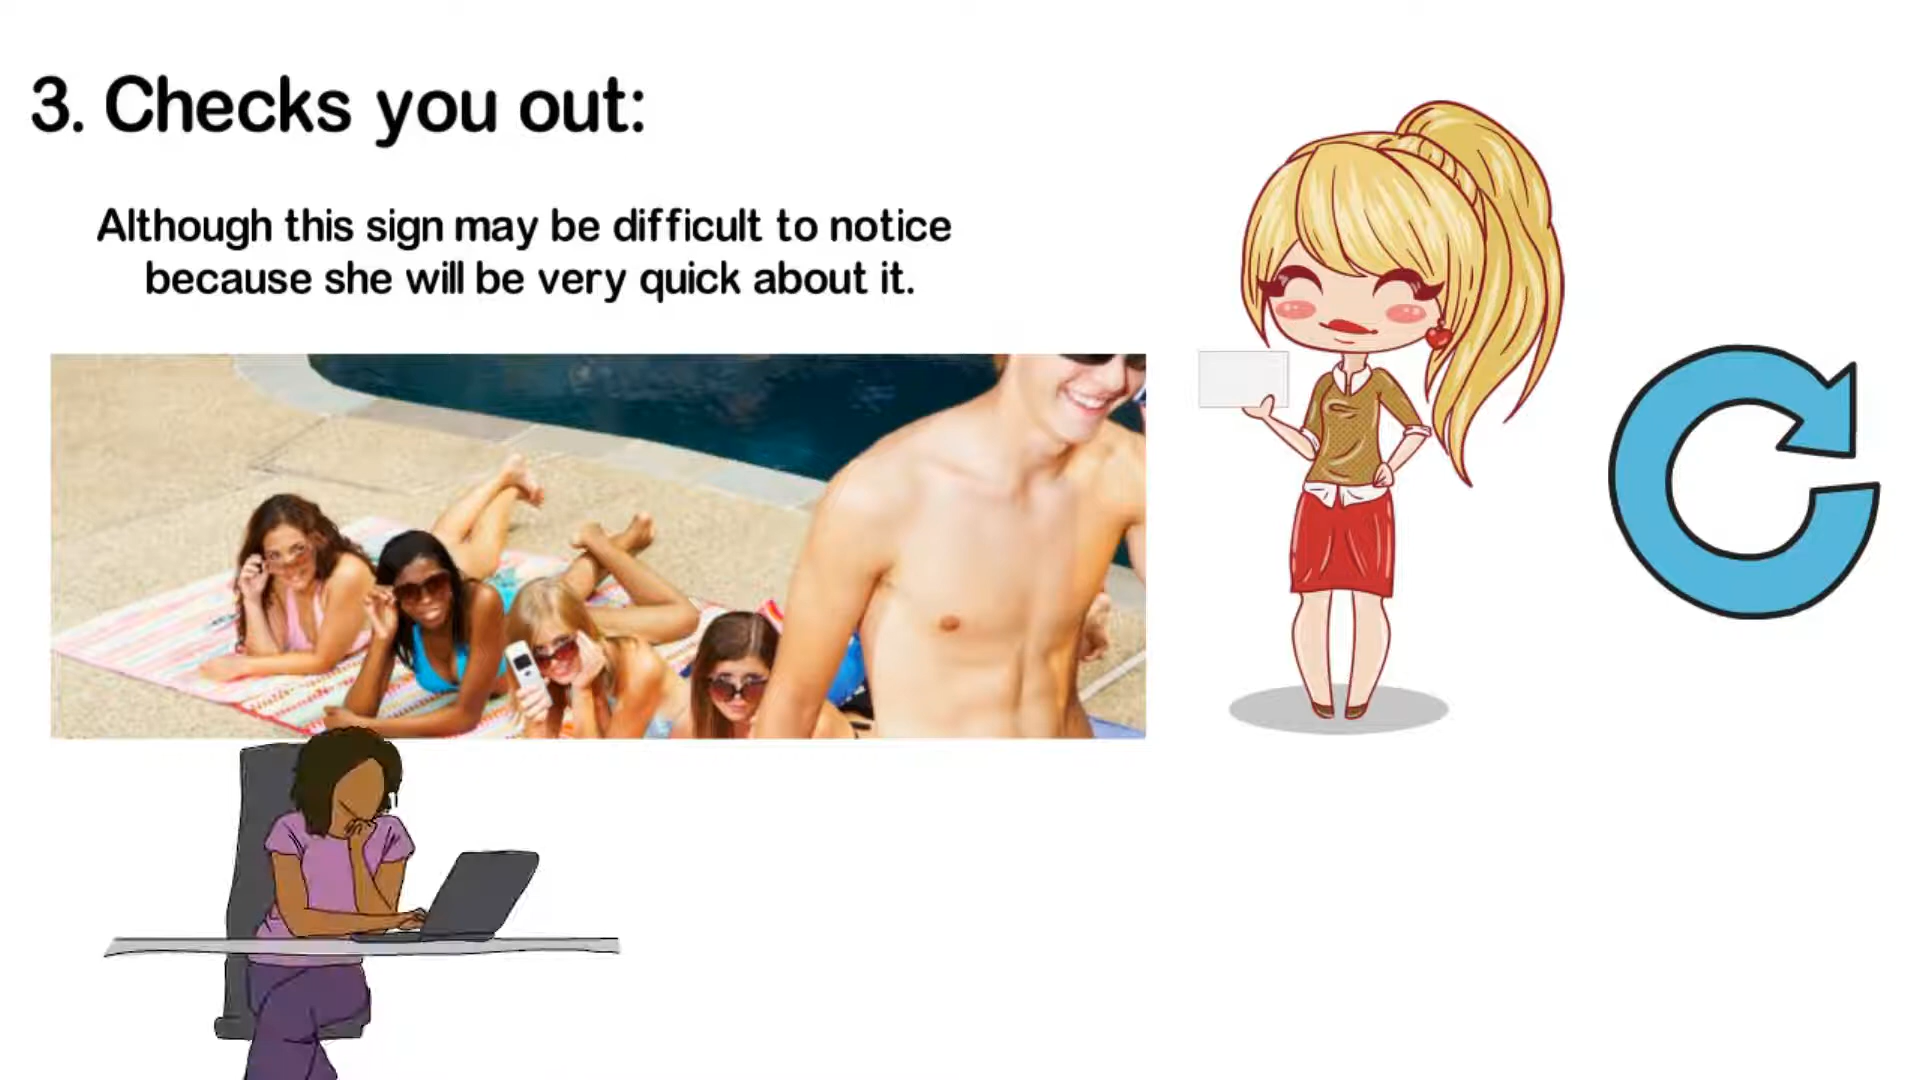 3. Checks you out:
Although this sign may be difficult to notice
because she will be very quick about it.